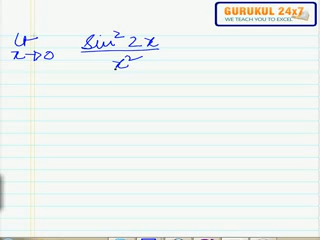 GURUKUL 24x7
WE TEACH YOU TO EXCEL
Lt x→0 sin² 2x / x²